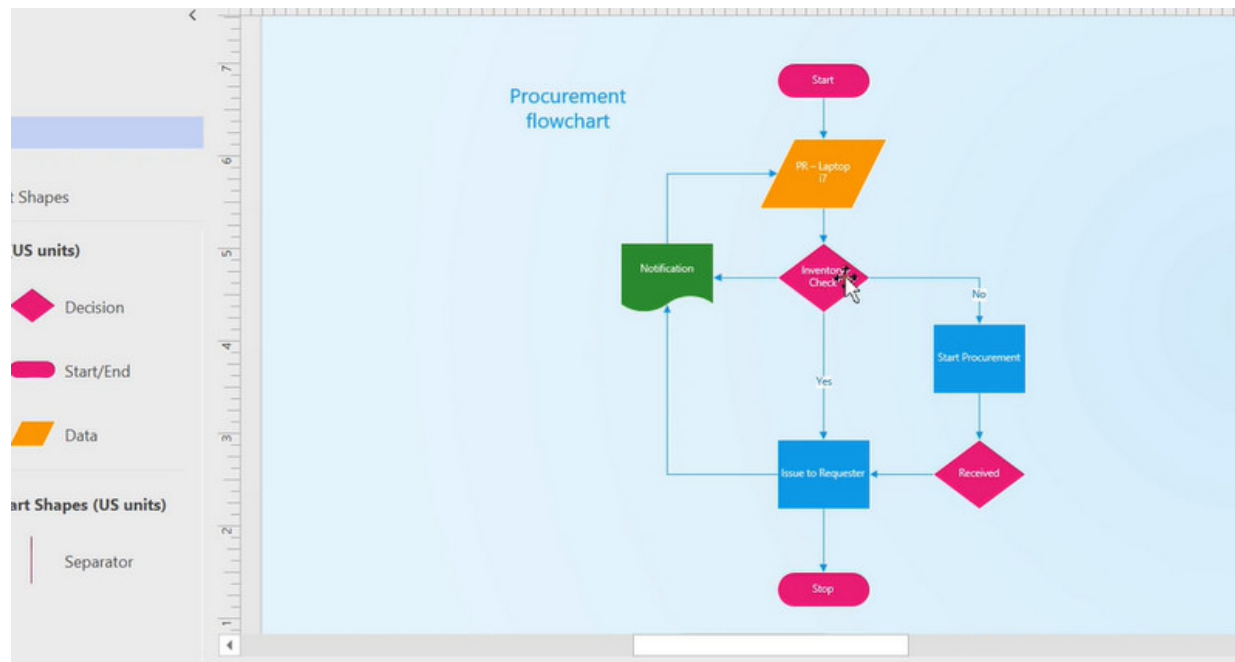 t Shapes
(US units)
Decision
Start/End
Data
art Shapes (US units)
Separator
7
6
5
4
3
2
1
Procurement
flowchart
Start
PR – Laptop
i7
Notification
Inventory
Check
No
Start Procurement
Yes
Issue to Requester
Received
Stop